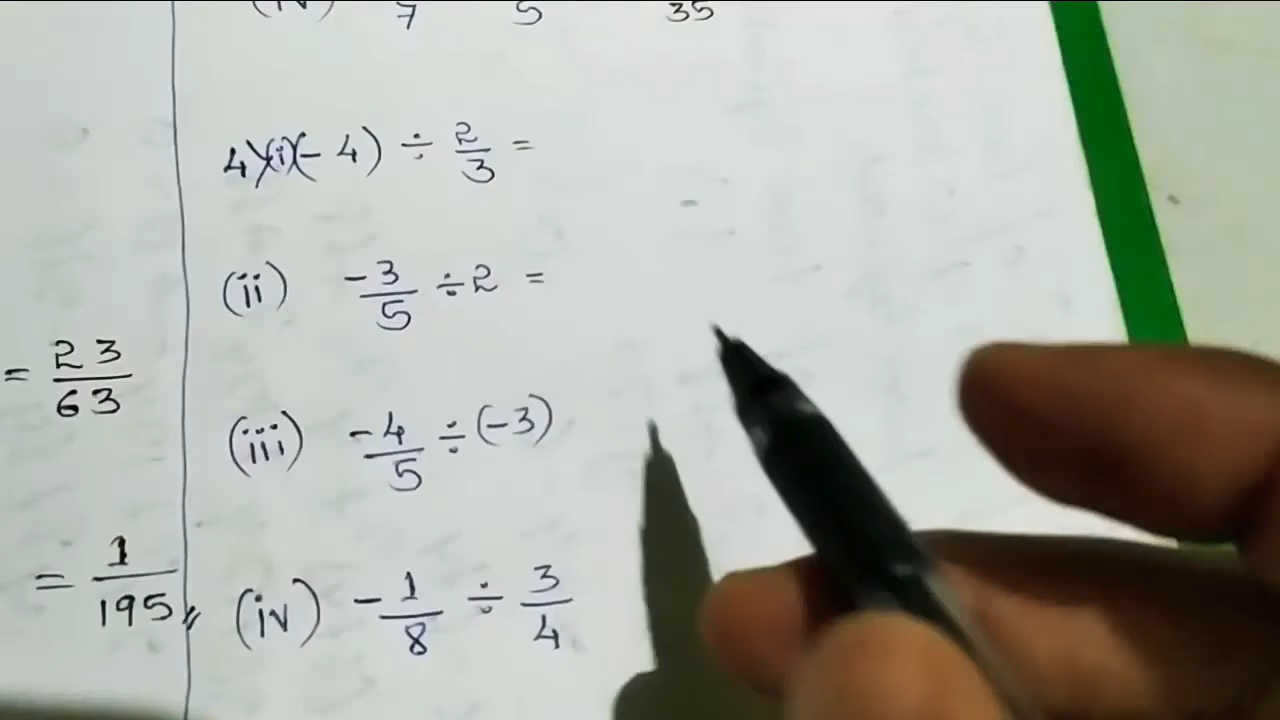 (iv) 7 5 35
4)(i)(-4) ÷ 2/3 =
(ii) -3/5 ÷ 2 =
= 23/63
(iii) -4/5 ÷ (-3)
= 1/195
(iv) -1/8 ÷ 3/4